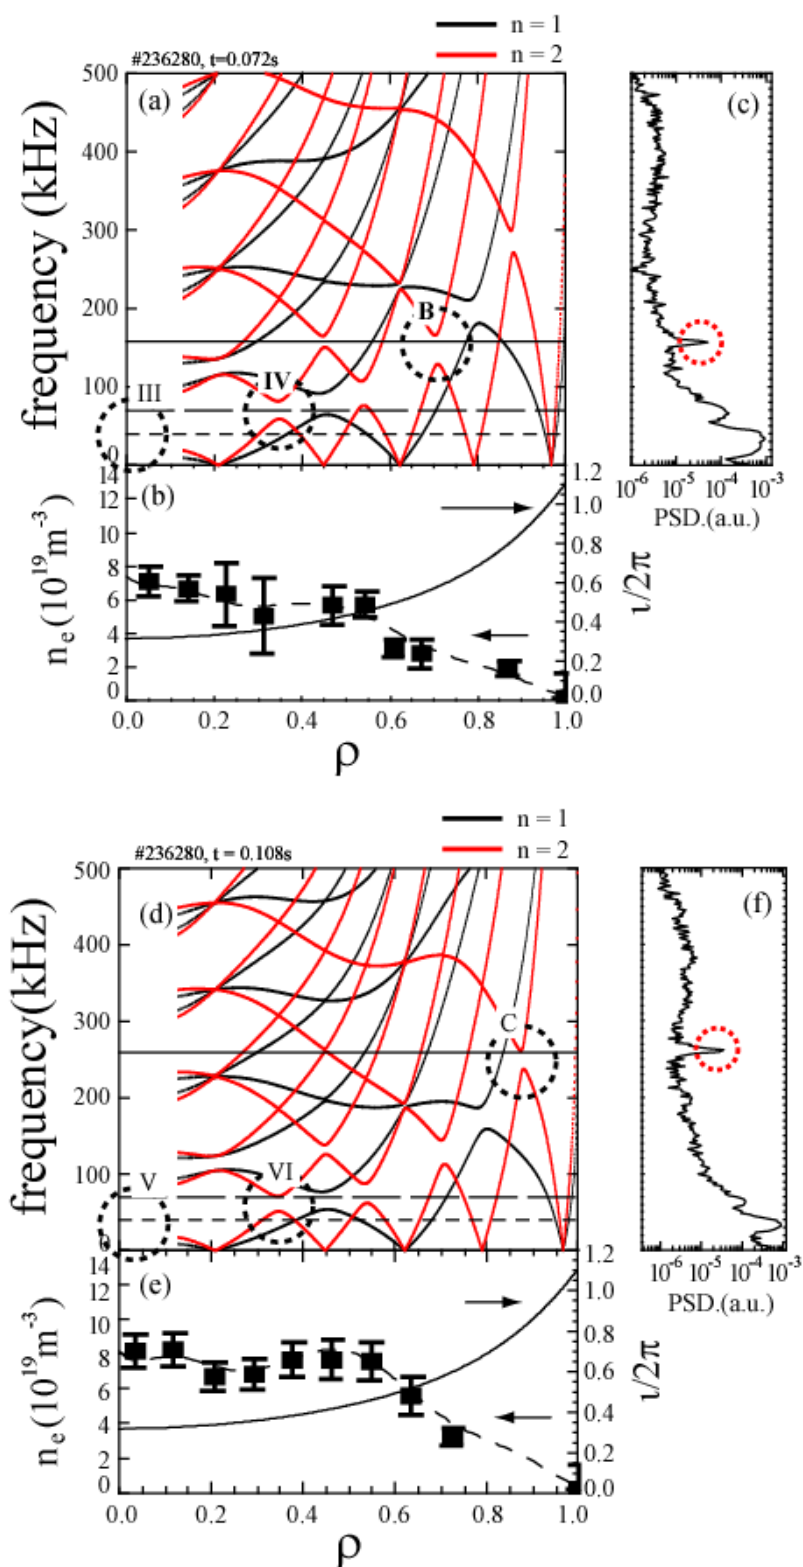 n = 1
n = 2
#236280, t=0.072s
(a)
(c)
frequency (kHz)
500
400
300
200
100
0
B
IV
III
10⁻⁶ 10⁻⁵ 10⁻⁴ 10⁻³
PSD.(a.u.)
(b)
nₑ(10¹⁹m⁻³)
14
12
10
8
6
4
2
0
1.2
1.0
0.8
0.6
0.4
0.2
0.0
ι/2π
0.0 0.2 0.4 0.6 0.8 1.0
ρ
n = 1
n = 2
#236280, t = 0.108s
(d)
(f)
frequency(kHz)
500
400
300
200
100
0
C
VI
V
10⁻⁶ 10⁻⁵ 10⁻⁴ 10⁻³
PSD.(a.u.)
(e)
nₑ(10¹⁹m⁻³)
14
12
10
8
6
4
2
0
1.2
1.0
0.8
0.6
0.4
0.2
0.0
ι/2π
0.0 0.2 0.4 0.6 0.8 1.0
ρ